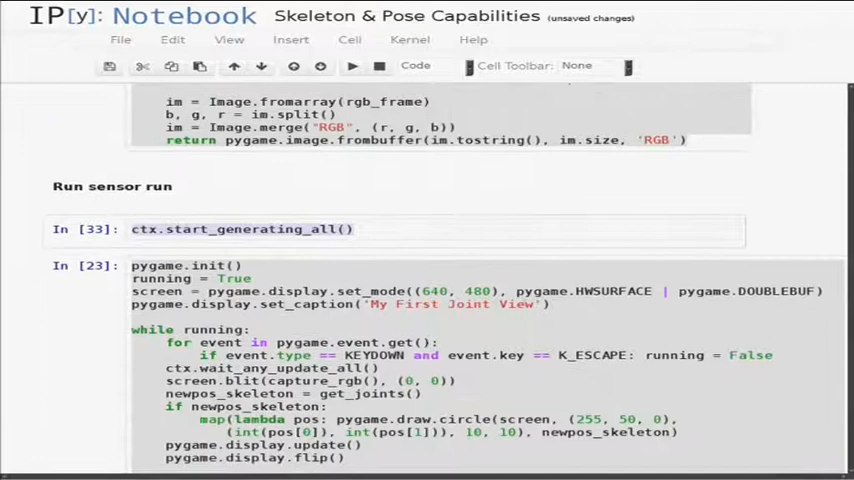 IP[y]: Notebook Skeleton & Pose Capabilities (unsaved changes)
File Edit View Insert Cell Kernel Help
Code Cell Toolbar: None
im = Image.fromarray(rgb_frame)
b, g, r = im.split()
im = Image.merge("RGB", (r, g, b))
return pygame.image.frombuffer(im.tostring(), im.size, 'RGB')
Run sensor run
In [33]: ctx.start_generating_all()
In [23]: pygame.init()
running = True
screen = pygame.display.set_mode((640, 480), pygame.HWSURFACE | pygame.DOUBLEBUF)
pygame.display.set_caption('My First Joint View')
while running:
for event in pygame.event.get():
if event.type == KEYDOWN and event.key == K_ESCAPE: running = False
ctx.wait_any_update_all()
screen.blit(capture_rgb(), (0, 0))
newpos_skeleton = get_joints()
if newpos_skeleton:
map(lambda pos: pygame.draw.circle(screen, (255, 50, 0),
(int(pos[0]), int(pos[1])), 10, 10), newpos_skeleton)
pygame.display.update()
pygame.display.flip()